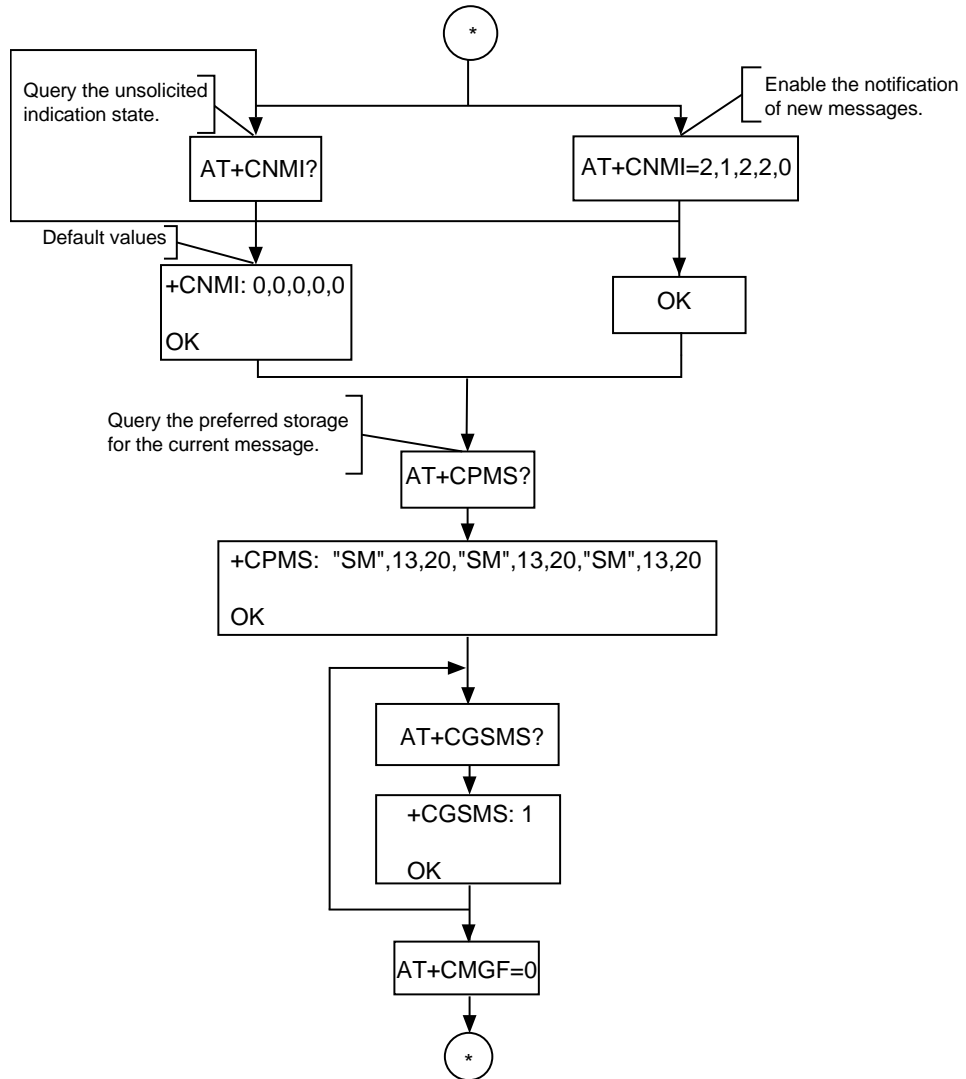 *
Query the unsolicited
indication state.
Enable the notification
of new messages.
AT+CNMI?
AT+CNMI=2,1,2,2,0
Default values
+CNMI: 0,0,0,0,0
OK
OK
Query the preferred storage
for the current message.
AT+CPMS?
+CPMS:  "SM",13,20,"SM",13,20,"SM",13,20
OK
AT+CGSMS?
+CGSMS: 1
OK
AT+CMGF=0
*